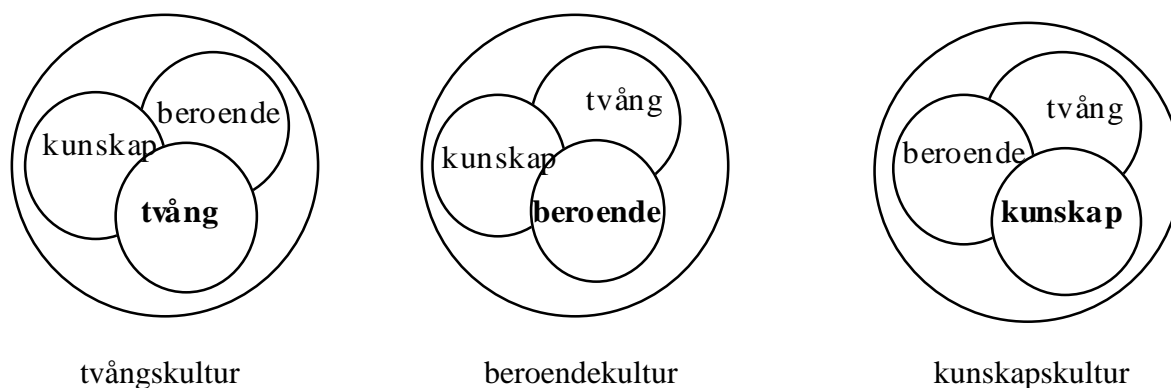 beroende
kunskap
tvång
tvångskultur
tvång
kunskap
beroende
beroendekultur
tvång
beroende
kunskap
kunskapskultur